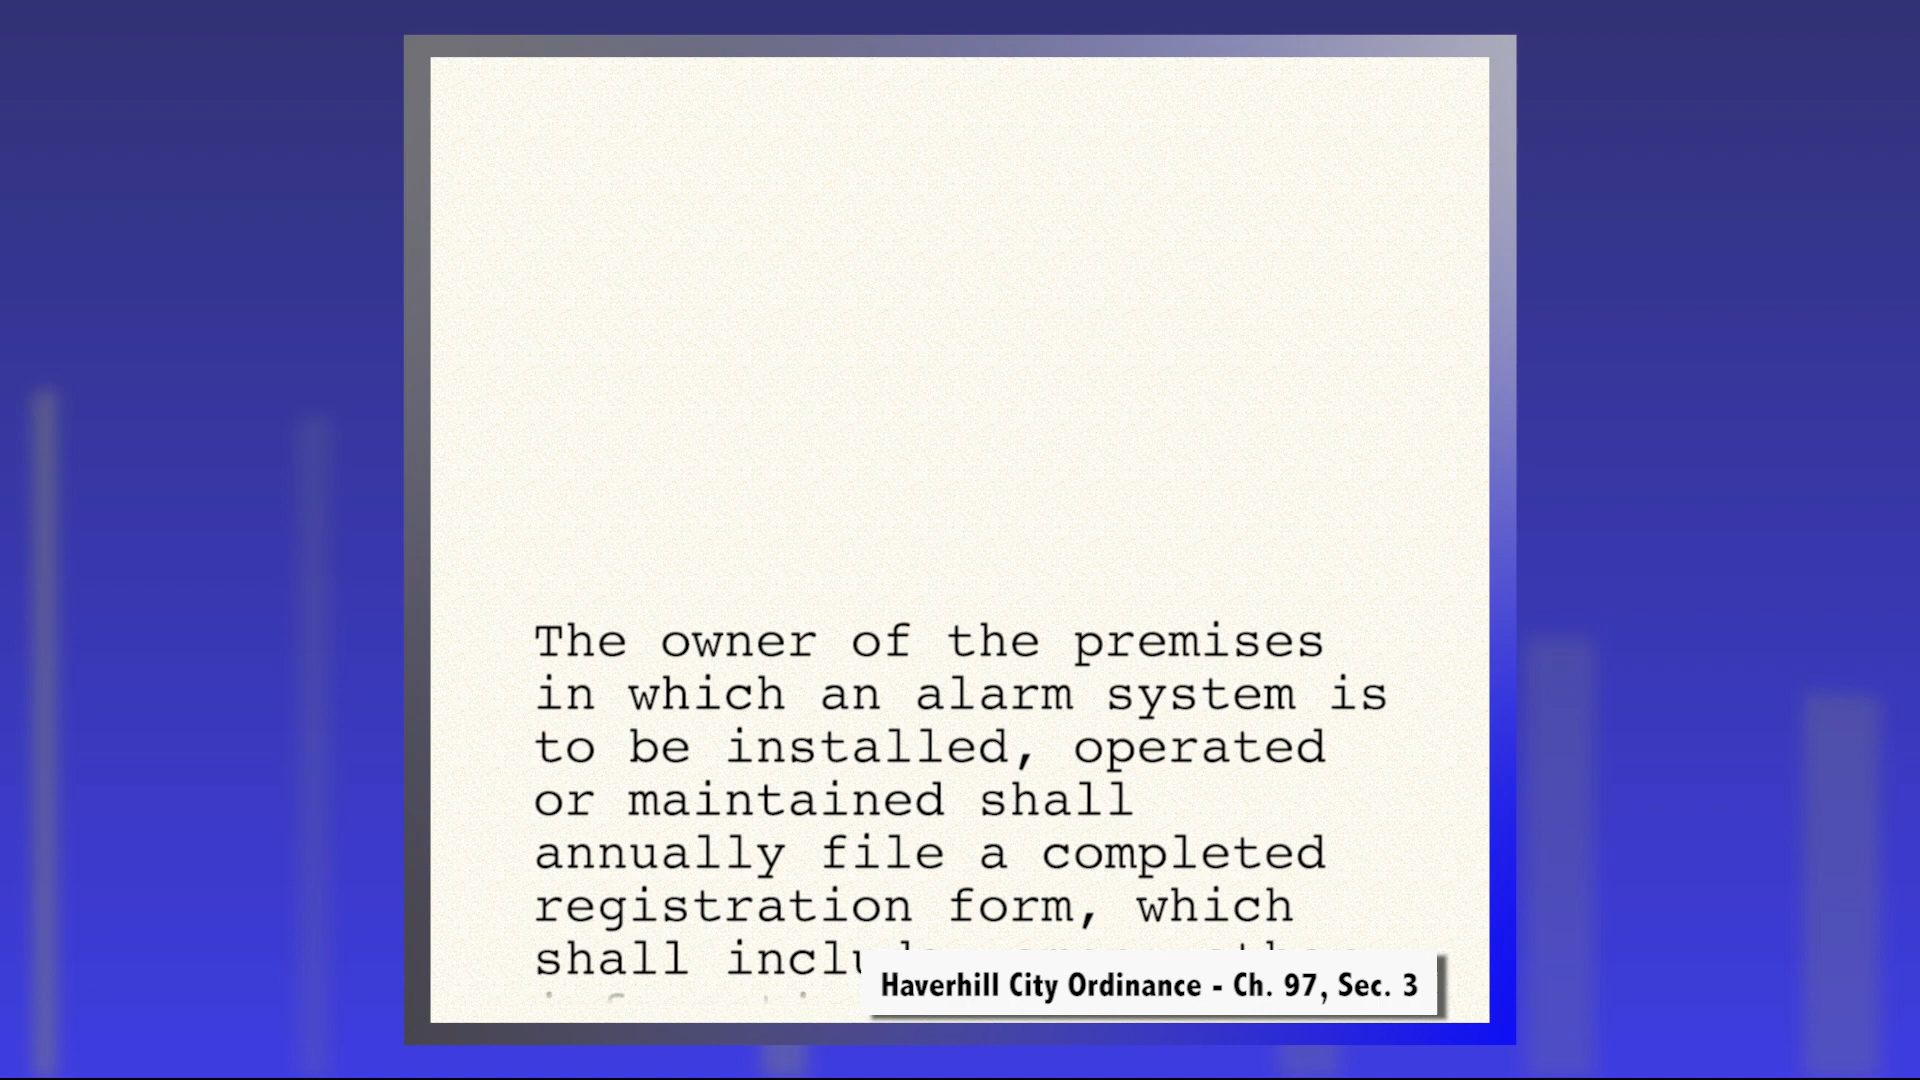 The owner of the premises
in which an alarm system is
to be installed, operated
or maintained shall
annually file a completed
registration form, which
shall
Haverhill City Ordinance - Ch. 97, Sec. 3